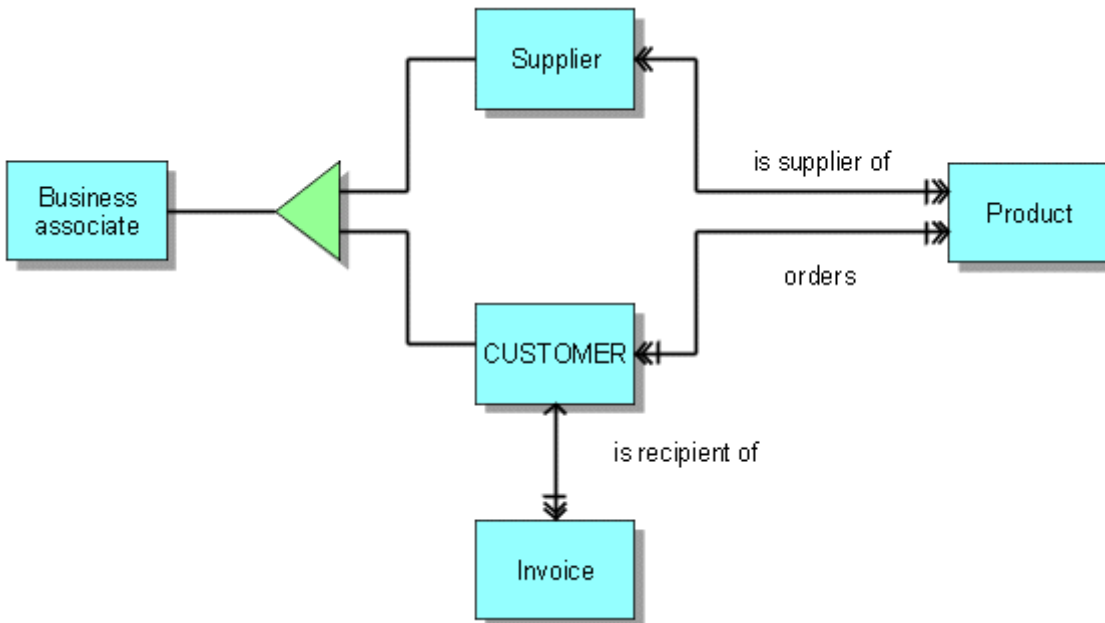 Supplier
is supplier of
Business
associate
Product
orders
CUSTOMER
is recipient of
Invoice